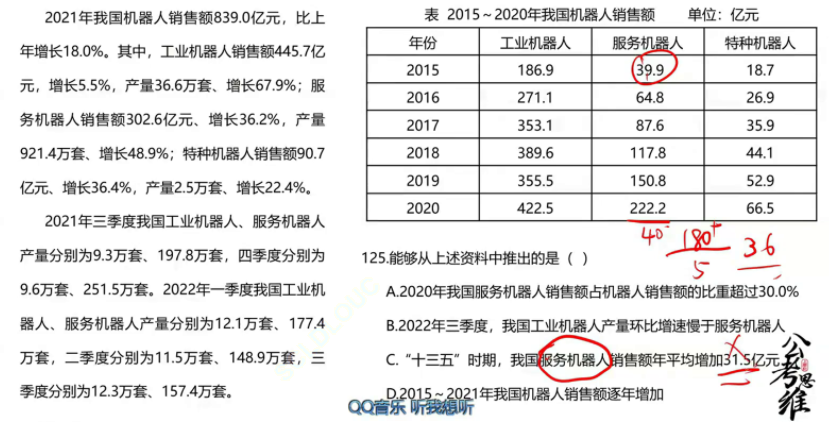 2021年我国机器人销售额839.0亿元，比上
年增长18.0%。其中，工业机器人销售额445.7亿
元，增长5.5%，产量36.6万套、增长67.9%；服
务机器人销售额302.6亿元、增长36.2%，产量
921.4万套、增长48.9%；特种机器人销售额90.7
亿元、增长36.4%，产量2.5万套、增长22.4%。
2021年三季度我国工业机器人、服务机器人
产量分别为9.3万套、197.8万套，四季度分别为
9.6万套、251.5万套。2022年一季度我国工业机
器人、服务机器人产量分别为12.1万套、177.4
万套，二季度分别为11.5万套、148.9万套，三
季度分别为12.3万套、157.4万套。
表 2015～2020年我国机器人销售额 单位：亿元
年份 工业机器人 服务机器人 特种机器人
2015 186.9 39.9 18.7
2016 271.1 64.8 26.9
2017 353.1 87.6 35.9
2018 389.6 117.8 44.1
2019 355.5 150.8 52.9
2020 422.5 222.2 66.5
40⁻ 180⁺ 36
5
125.能够从上述资料中推出的是（ ）
A.2020年我国服务机器人销售额占机器人销售额的比重超过30.0%
B.2022年三季度，我国工业机器人产量环比增速慢于服务机器人
C.“十三五”时期，我国服务机器人销售额年平均增加31.5亿元
D.2015～2021年我国机器人销售额逐年增加
公考思维
QQ音乐 听我想听